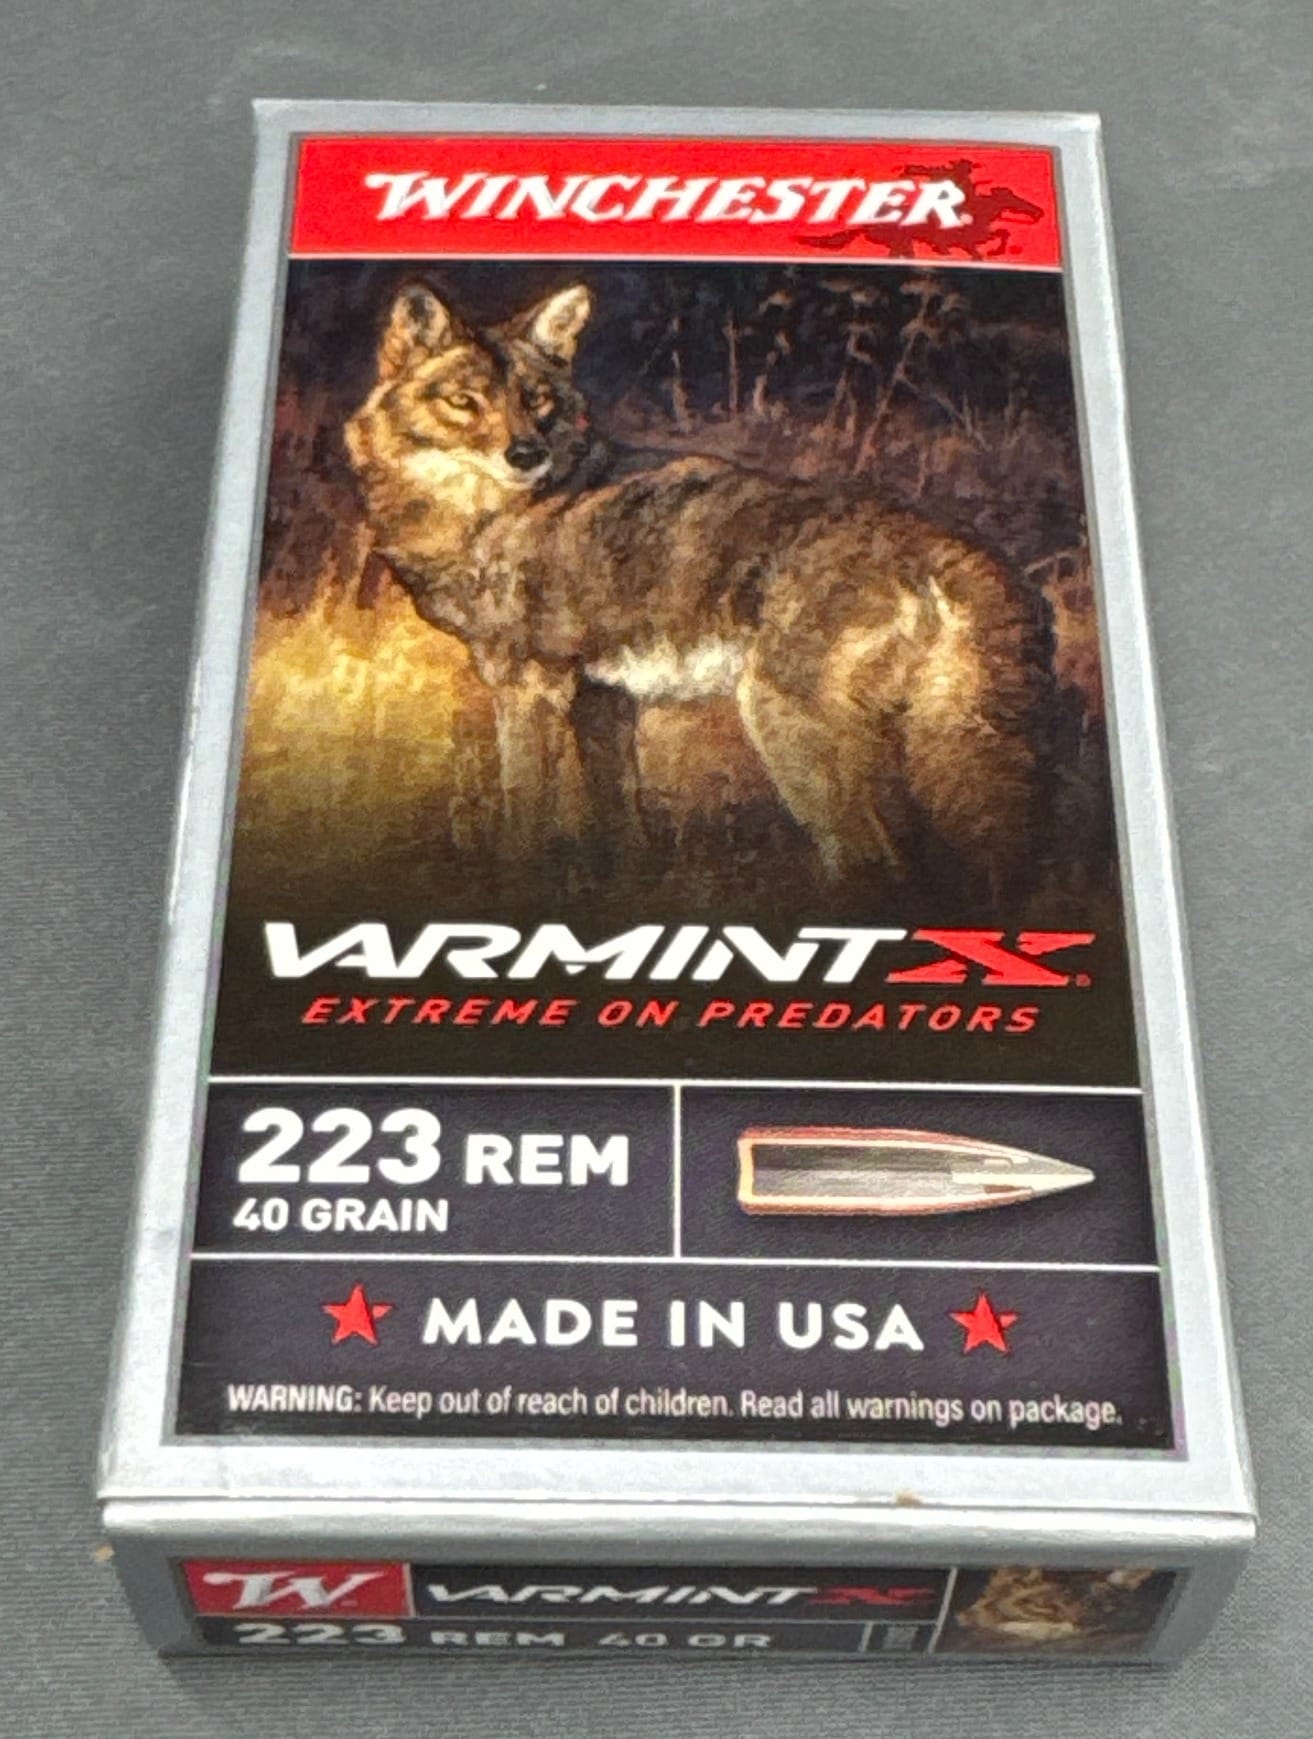 WINCHESTER
VARMINT X®
EXTREME ON PREDATORS
223 REM
40 GRAIN
MADE IN USA
WARNING: Keep out of reach of children. Read all warnings on package.
W VARMINT X
223 REM 40 GR